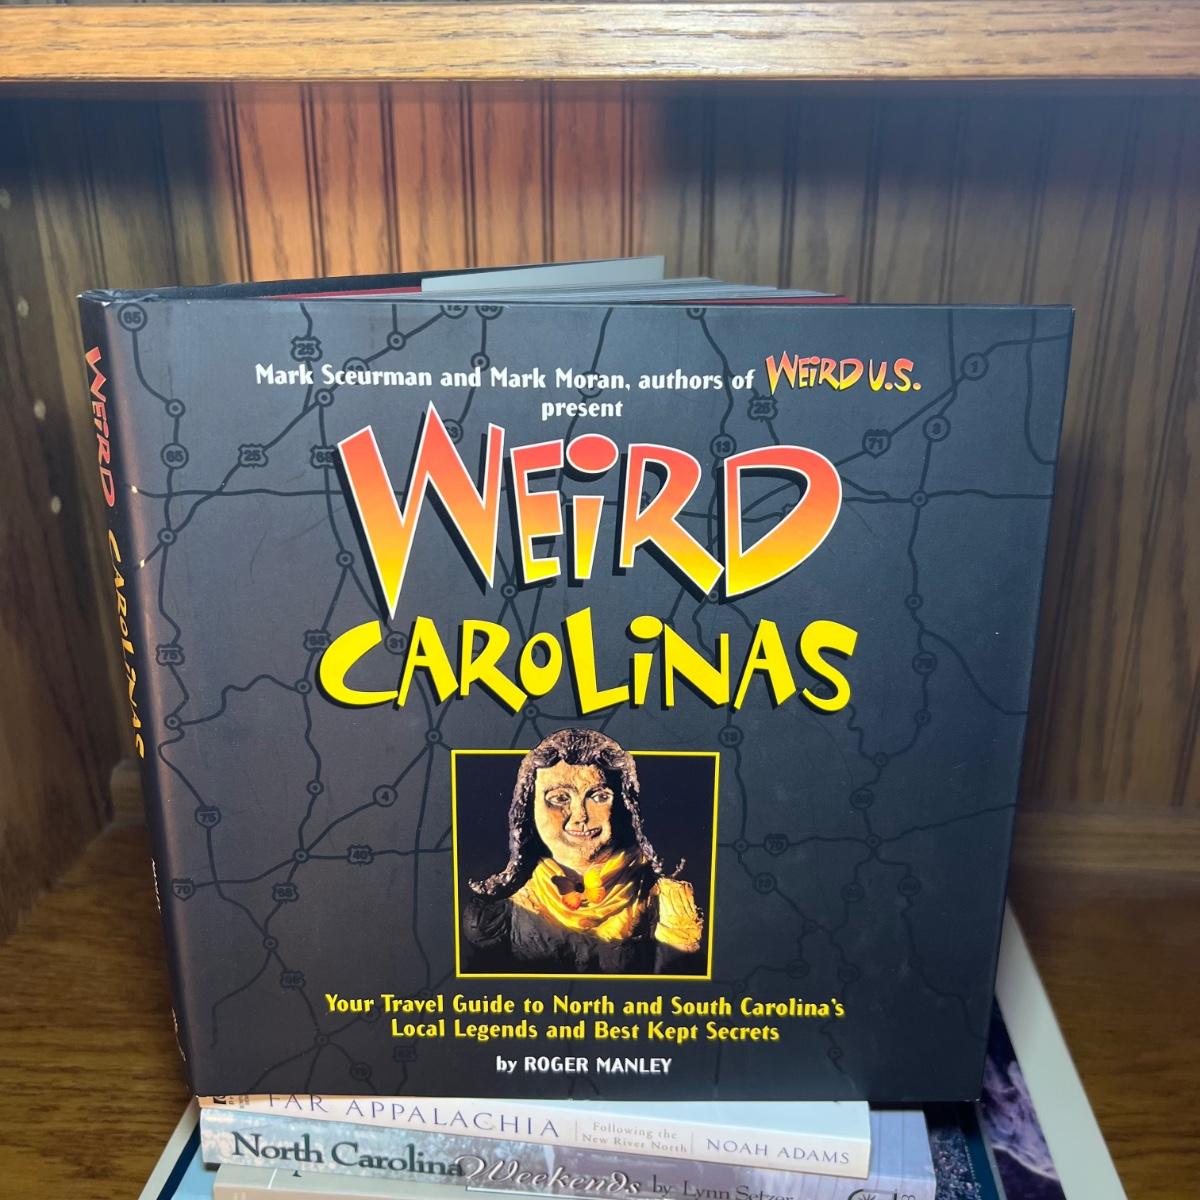 Mark Sceurman and Mark Moran, authors of WEiRD U.S.
present
WEiRD
CAROLiNAS
Your Travel Guide to North and South Carolina's
Local Legends and Best Kept Secrets
by ROGER MANLEY
WEiRD CAROLiNAS
FAR APPALACHIA Following the
New River North NOAH ADAMS
North Carolina Weekends by Lynn Setzer